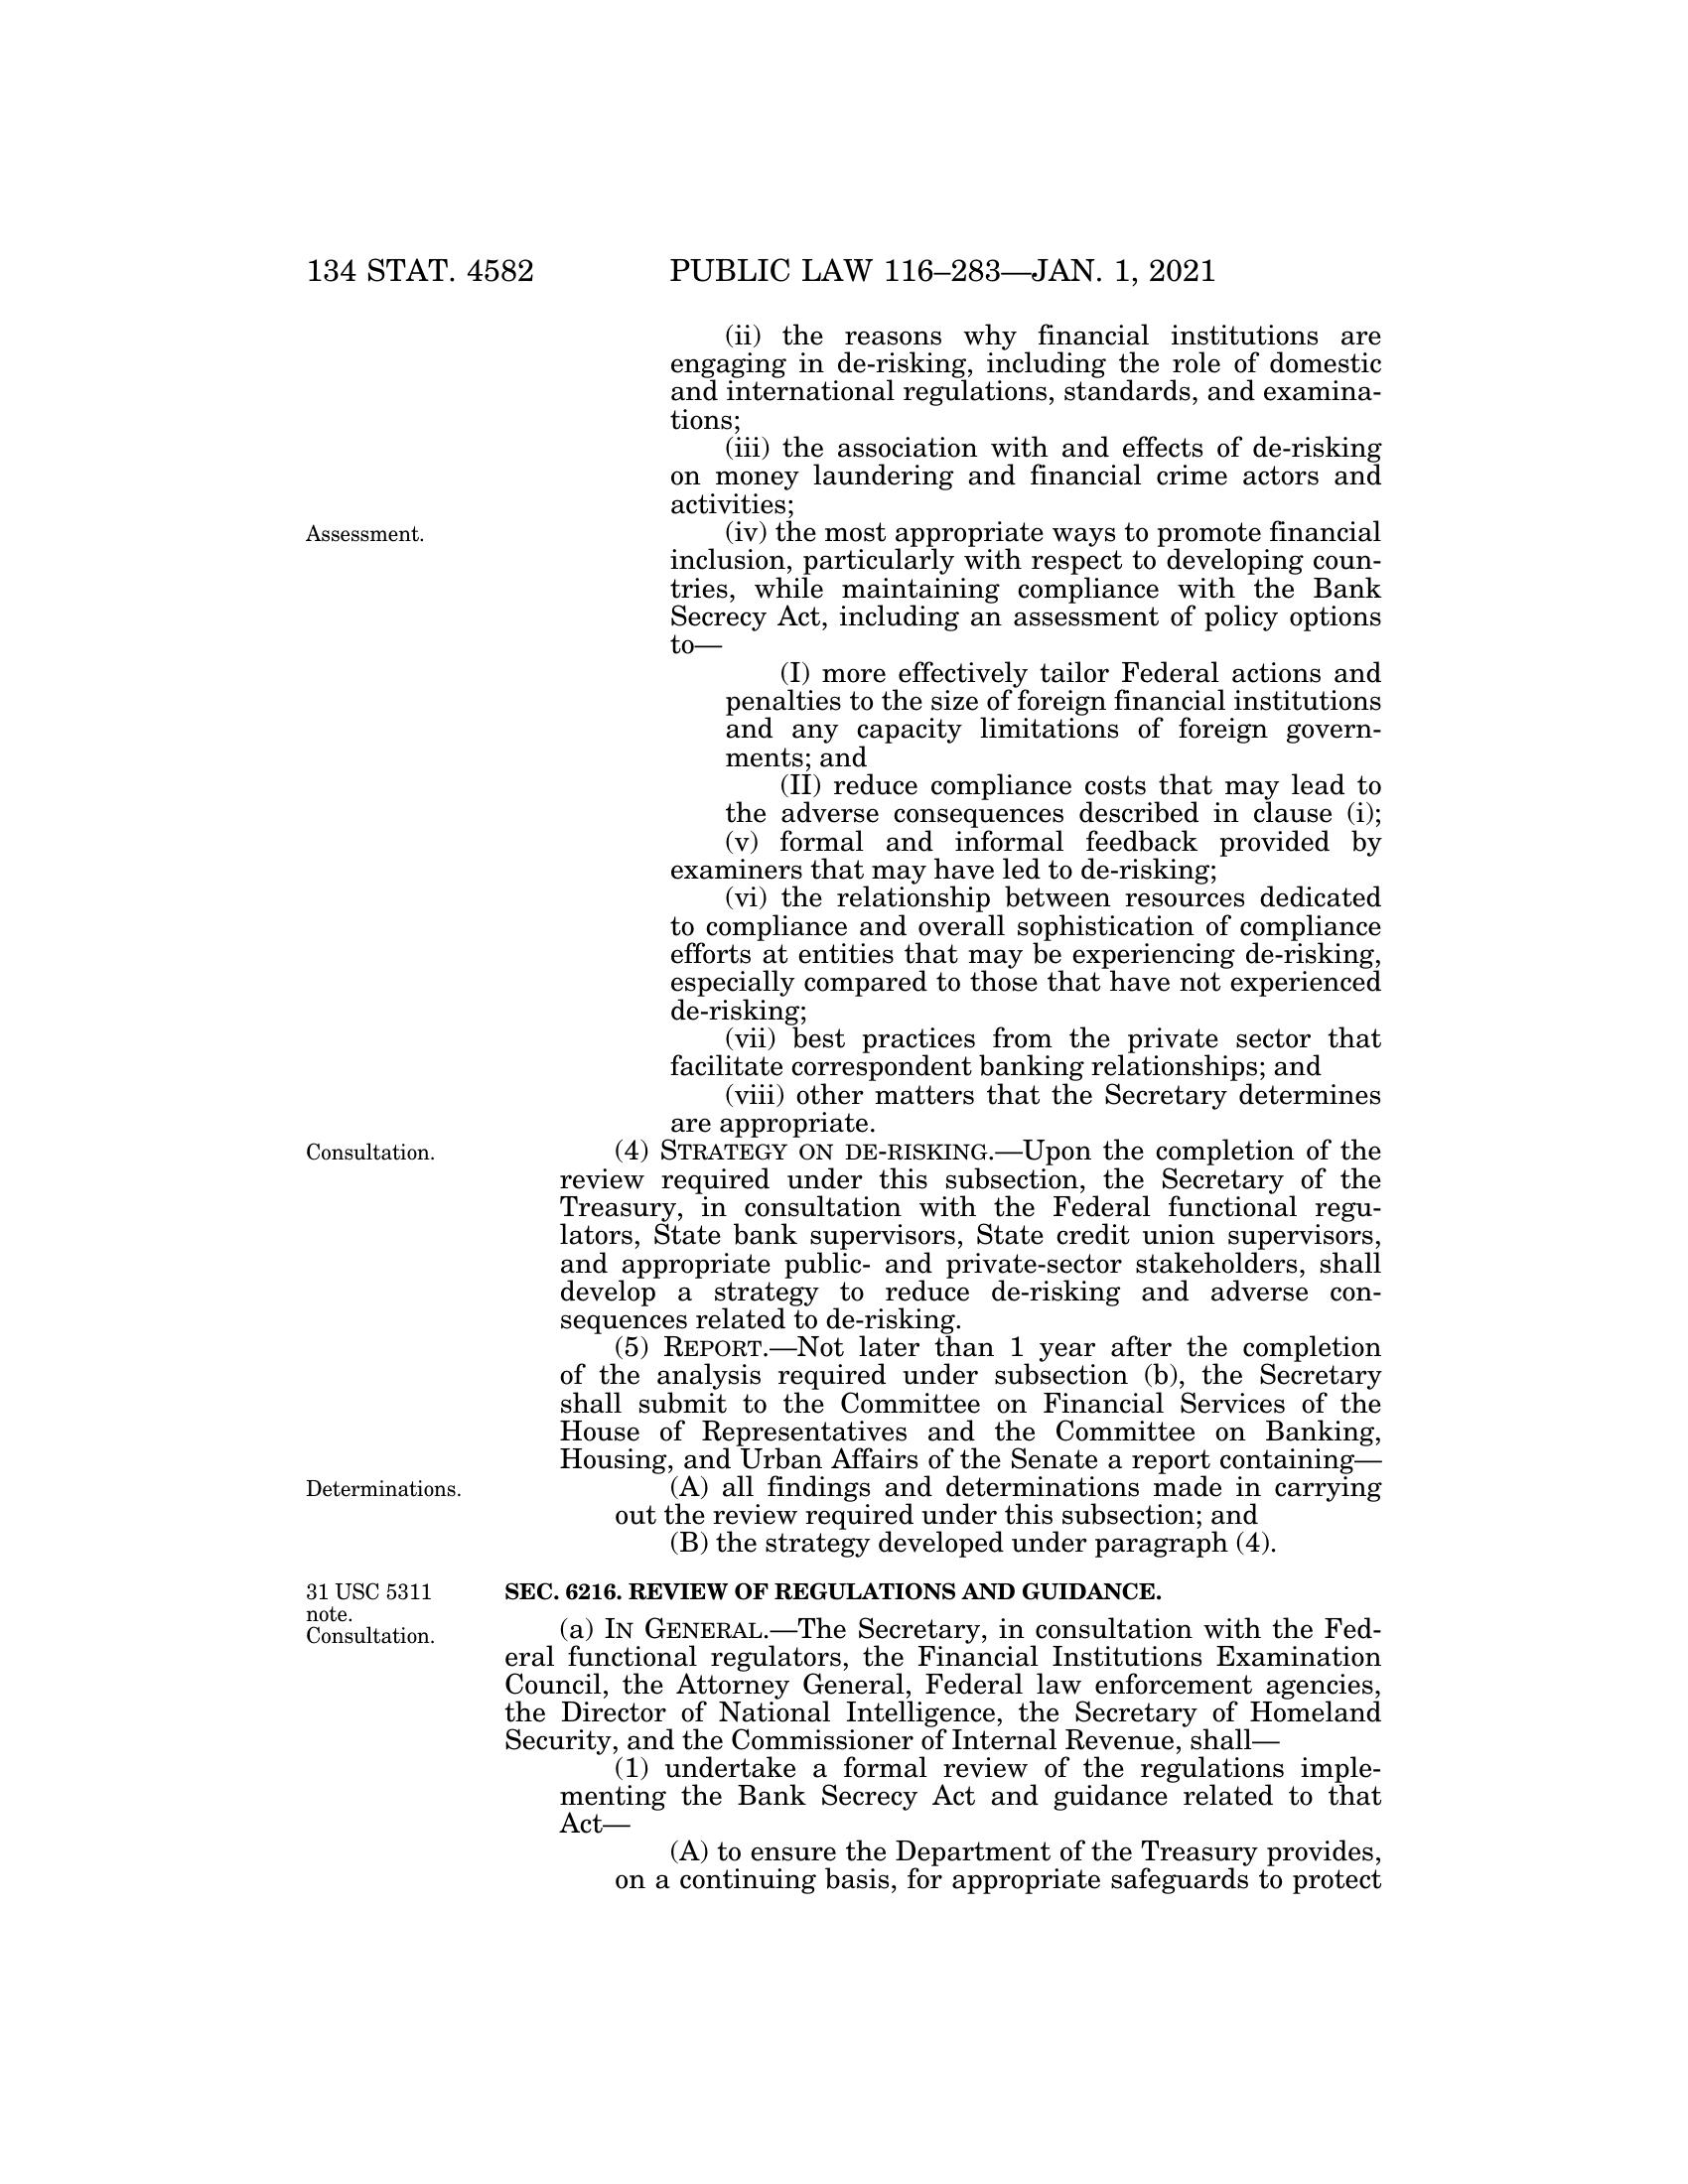 134 STAT. 4582 PUBLIC LAW 116–283—JAN. 1, 2021
(ii) the reasons why financial institutions are
engaging in de-risking, including the role of domestic
and international regulations, standards, and examina-
tions;
(iii) the association with and effects of de-risking
on money laundering and financial crime actors and
activities;
Assessment.
(iv) the most appropriate ways to promote financial
inclusion, particularly with respect to developing coun-
tries, while maintaining compliance with the Bank
Secrecy Act, including an assessment of policy options
to—
(I) more effectively tailor Federal actions and
penalties to the size of foreign financial institutions
and any capacity limitations of foreign govern-
ments; and
(II) reduce compliance costs that may lead to
the adverse consequences described in clause (i);
(v) formal and informal feedback provided by
examiners that may have led to de-risking;
(vi) the relationship between resources dedicated
to compliance and overall sophistication of compliance
efforts at entities that may be experiencing de-risking,
especially compared to those that have not experienced
de-risking;
(vii) best practices from the private sector that
facilitate correspondent banking relationships; and
(viii) other matters that the Secretary determines
are appropriate.
Consultation.
(4) STRATEGY ON DE-RISKING.—Upon the completion of the
review required under this subsection, the Secretary of the
Treasury, in consultation with the Federal functional regu-
lators, State bank supervisors, State credit union supervisors,
and appropriate public- and private-sector stakeholders, shall
develop a strategy to reduce de-risking and adverse con-
sequences related to de-risking.
(5) REPORT.—Not later than 1 year after the completion
of the analysis required under subsection (b), the Secretary
shall submit to the Committee on Financial Services of the
House of Representatives and the Committee on Banking,
Housing, and Urban Affairs of the Senate a report containing—
Determinations.
(A) all findings and determinations made in carrying
out the review required under this subsection; and
(B) the strategy developed under paragraph (4).
31 USC 5311
note.
Consultation.
SEC. 6216. REVIEW OF REGULATIONS AND GUIDANCE.
(a) IN GENERAL.—The Secretary, in consultation with the Fed-
eral functional regulators, the Financial Institutions Examination
Council, the Attorney General, Federal law enforcement agencies,
the Director of National Intelligence, the Secretary of Homeland
Security, and the Commissioner of Internal Revenue, shall—
(1) undertake a formal review of the regulations imple-
menting the Bank Secrecy Act and guidance related to that
Act—
(A) to ensure the Department of the Treasury provides,
on a continuing basis, for appropriate safeguards to protect